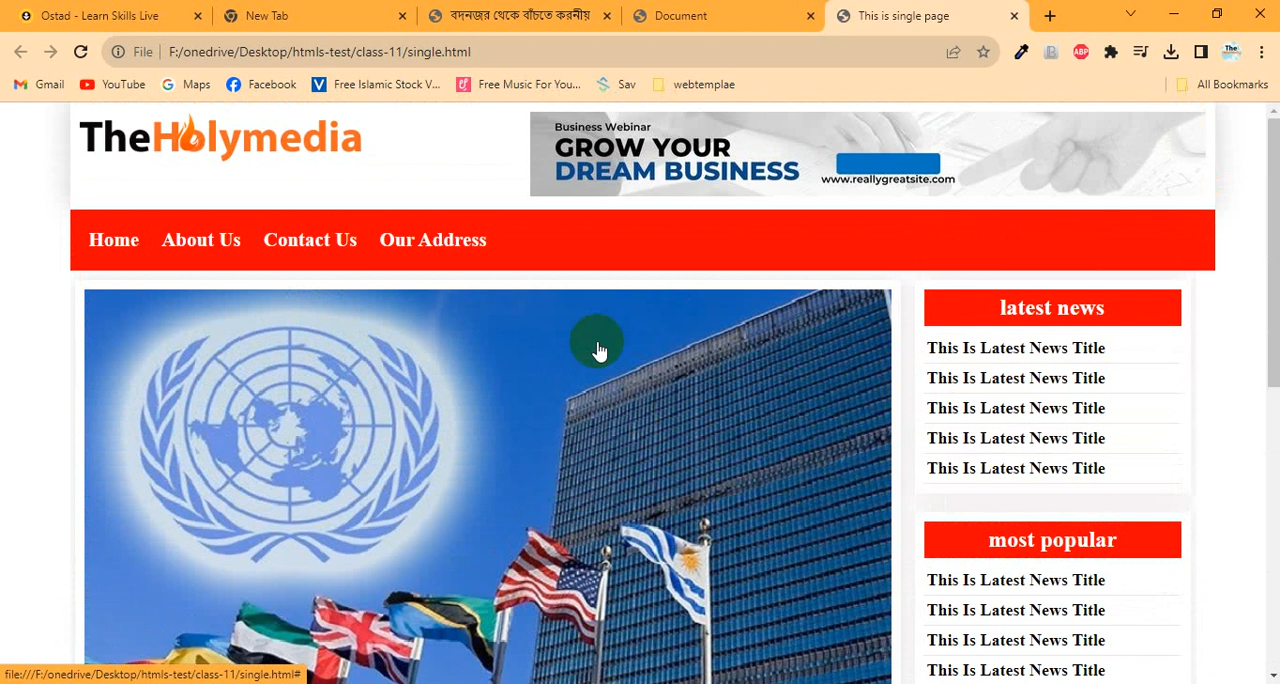 Ostad - Learn Skills Live
New Tab
বদনজর থেকে বাঁচতে করনীয়
Document
This is single page
File
F:/onedrive/Desktop/htmls-test/class-11/single.html
ABP
The
Gmail
YouTube
Maps
Facebook
Free Islamic Stock V...
Free Music For You...
Sav
webtemplae
All Bookmarks
TheHolymedia
Business Webinar
GROW YOUR
DREAM BUSINESS
www.reallygreatsite.com
Home
About Us
Contact Us
Our Address
latest news
This Is Latest News Title
This Is Latest News Title
This Is Latest News Title
This Is Latest News Title
This Is Latest News Title
most popular
This Is Latest News Title
This Is Latest News Title
This Is Latest News Title
This Is Latest News Title
file:///F:/onedrive/Desktop/htmls-test/class-11/single.html#